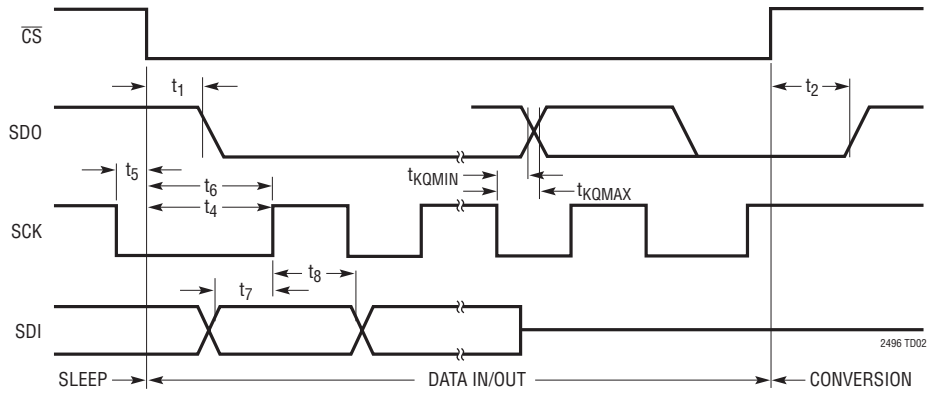 CS
t1
t2
SDO
t5
t6
tKQMIN
tKQMAX
t4
SCK
t8
t7
SDI
2496 TD02
SLEEP
DATA IN/OUT
CONVERSION